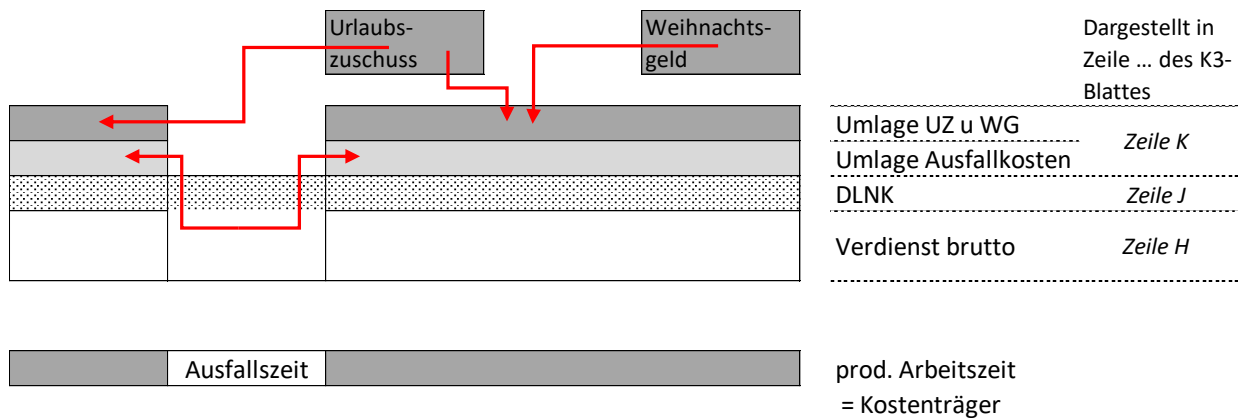 Urlaubs-
zuschuss
Weihnachts-
geld
Dargestellt in
Zeile ... des K3-
Blattes
Umlage UZ u WG
Zeile K
Umlage Ausfallkosten
DLNK Zeile J
Verdienst brutto Zeile H
Ausfallszeit prod. Arbeitszeit
= Kostenträger